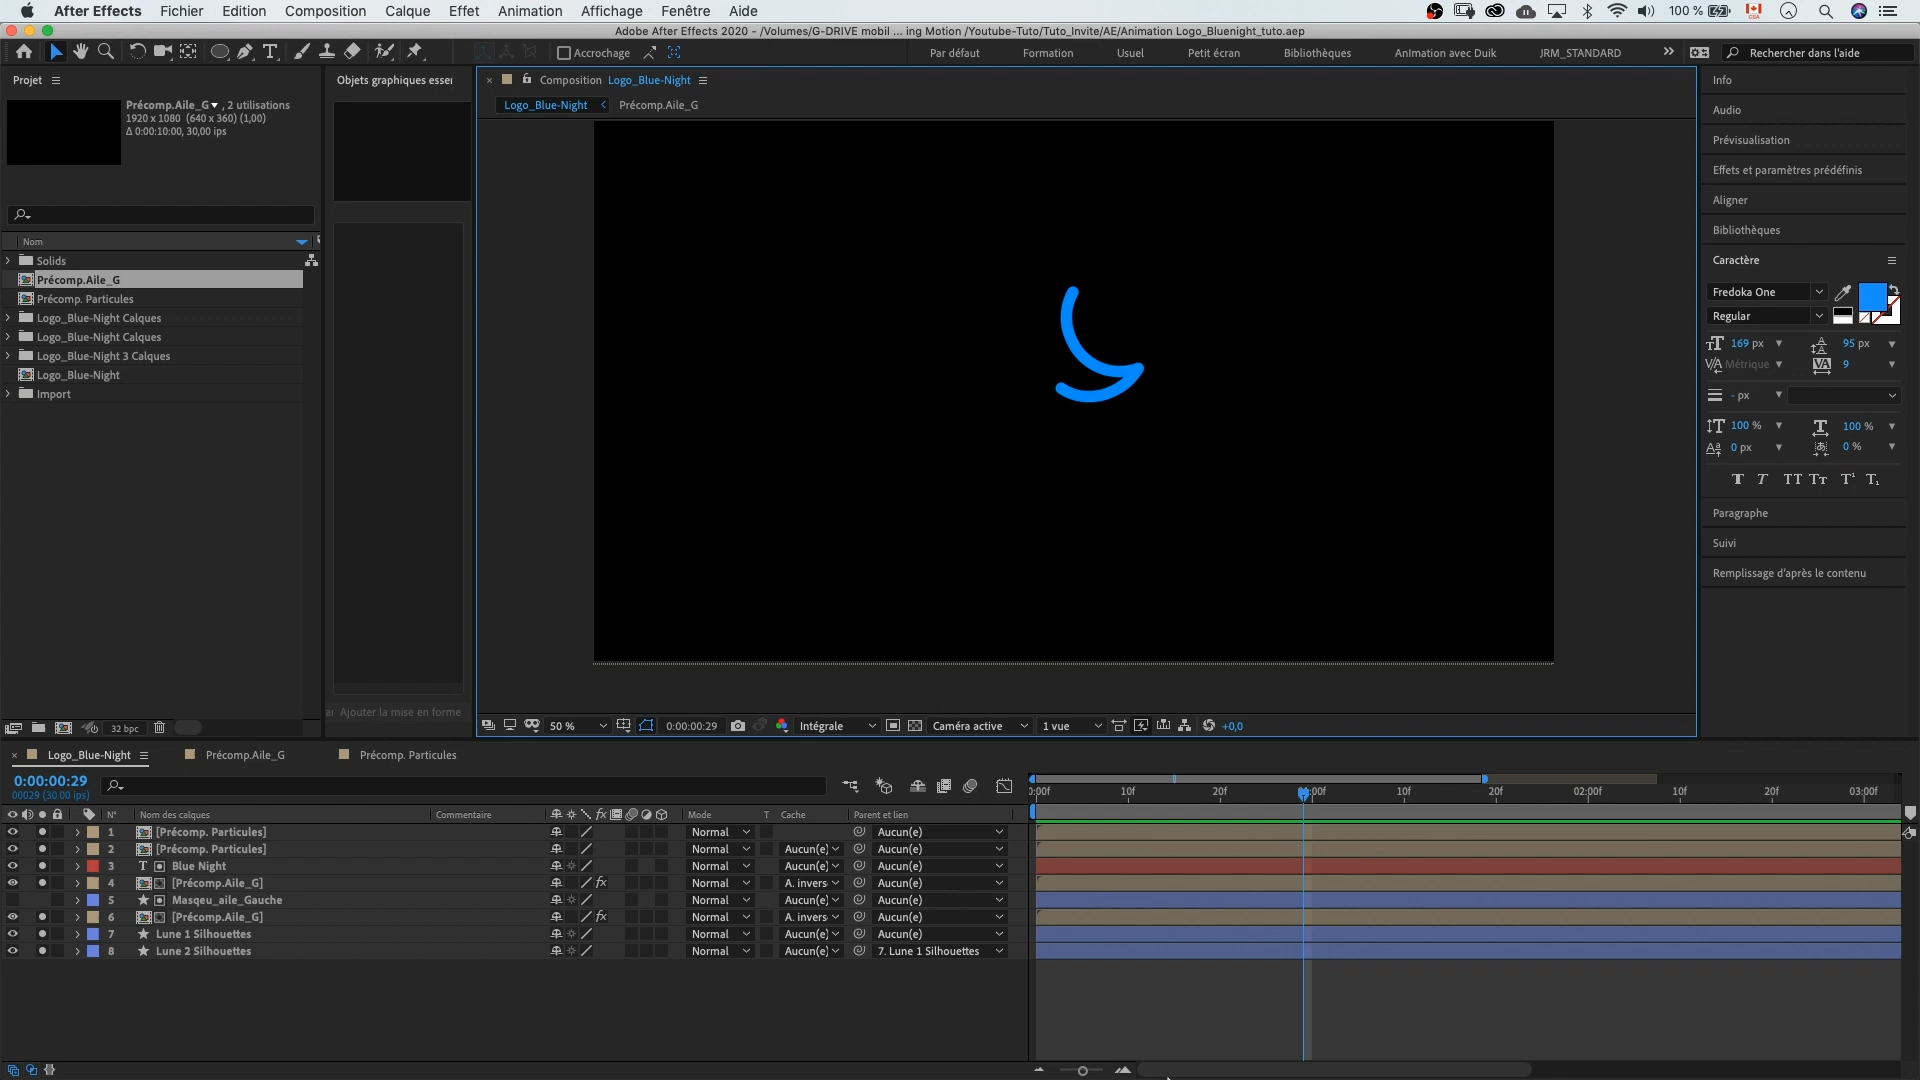 After Effects Fichier Edition Composition Calque Effet Animation Affichage Fenêtre Aide 100 %
Adobe After Effects 2020 - /Volumes/G-DRIVE mobil ... ing Motion /Youtube-Tuto/Tuto_Invite/AE/Animation Logo_Bluenight_tuto.aep
Accrochage Par défaut Formation Usuel Petit écran Bibliothèques Animation avec Duik JRM_STANDARD Rechercher dans l'aide
Projet
Objets graphiques esser
Composition Logo_Blue-Night
Logo_Blue-Night Précomp.Aile_G
Précomp.Aile_G , 2 utilisations
1920 x 1080 (640 x 360) (1,00)
Δ 0:00:10:00, 30,00 ips
Nom
Solids
Précomp.Aile_G
Précomp. Particules
Logo_Blue-Night Calques
Logo_Blue-Night Calques
Logo_Blue-Night 3 Calques
Logo_Blue-Night
Import
32 bpc
Ajouter la mise en forme
50 % 0:00:00:29 Intégrale Caméra active 1 vue +0,0
Info
Audio
Prévisualisation
Effets et paramètres prédéfinis
Aligner
Bibliothèques
Caractère
Fredoka One
Regular
169 px 95 px
Métrique 9
- px
100 % 100 %
0 px 0 %
T T TT Tт T¹ T₁
Paragraphe
Suivi
Remplissage d'après le contenu
Logo_Blue-Night Précomp.Aile_G Précomp. Particules
0:00:00:29
00029 (30.00 ips)
0:00f 10f 20f 01:00f 10f 20f 02:00f 10f 20f 03:00f
N° Nom des calques Commentaire Mode T Cache Parent et lien
1 [Précomp. Particules] Normal Aucun(e)
2 [Précomp. Particules] Normal Aucun(e) Aucun(e)
3 Blue Night Normal Aucun(e) Aucun(e)
4 [Précomp.Aile_G] fx Normal A. invers Aucun(e)
5 Masqeu_aile_Gauche Normal Aucun(e) Aucun(e)
6 [Précomp.Aile_G] fx Normal A. invers Aucun(e)
7 Lune 1 Silhouettes Normal Aucun(e) Aucun(e)
8 Lune 2 Silhouettes Normal Aucun(e) 7. Lune 1 Silhouettes